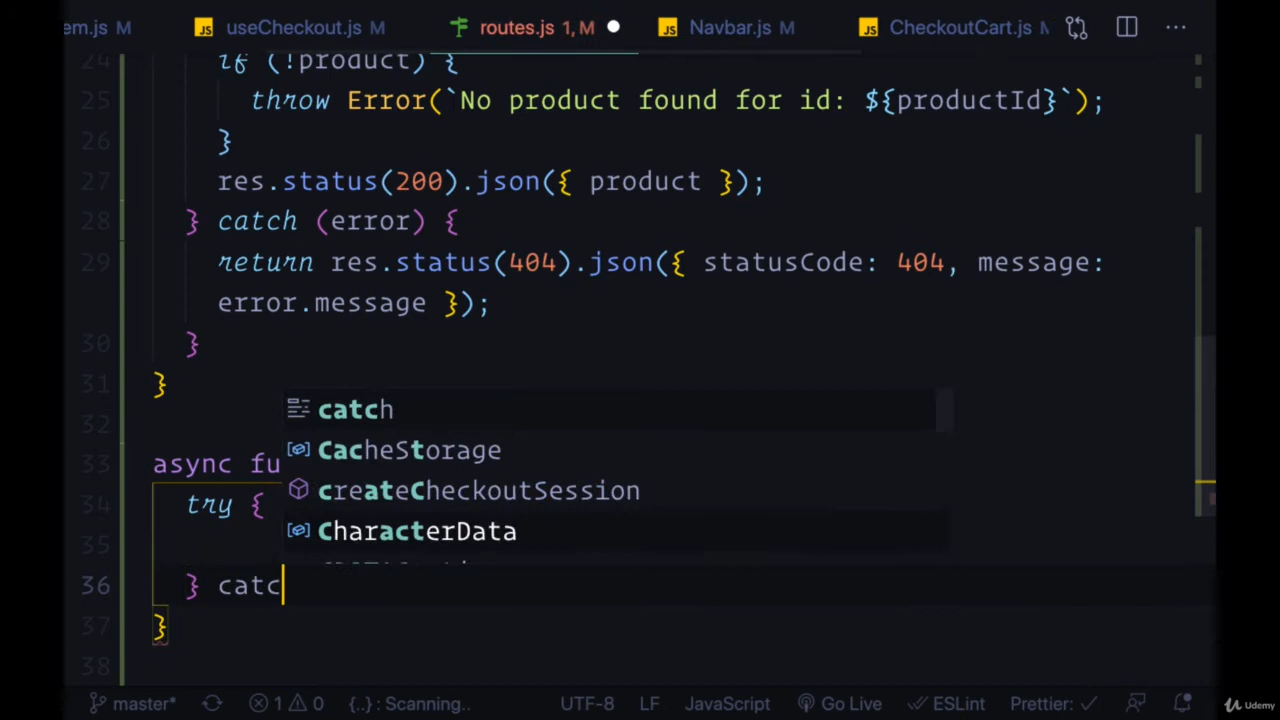 em.js M useCheckout.js M routes.js 1, M Navbar.js M CheckoutCart.js M
24 if (!product) {
25 throw Error(`No product found for id: ${productId}`);
26 }
27 res.status(200).json({ product });
28 } catch (error) {
29 return res.status(404).json({ statusCode: 404, message:
error.message });
30 }
31 }
32 catch
CacheStorage
33 async fu
createCheckoutSession
34 try {
CharacterData
35
36 } catc
37 }
38
master* 1 0 {..} : Scanning.. UTF-8 LF JavaScript Go Live ESLint Prettier: Udemy